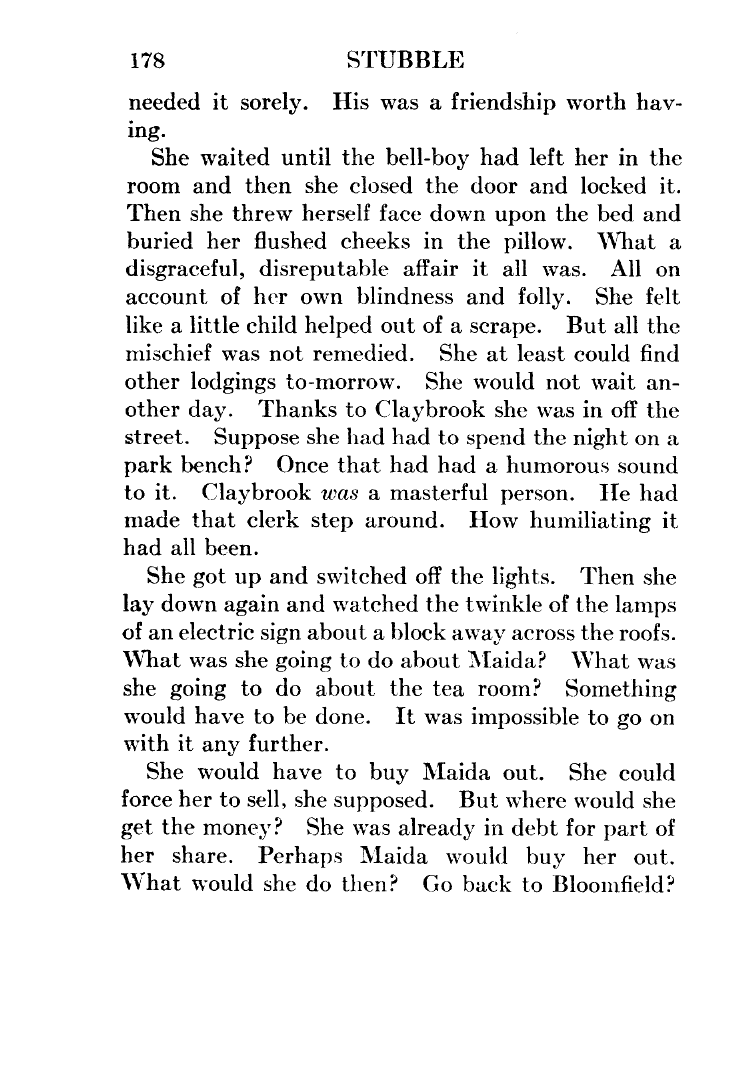 178 STUBBLE
needed it sorely. His was a friendship worth hav-
ing.
She waited until the bell-boy had left her in the
room and then she closed the door and locked it.
Then she threw herself face down upon the bed and
buried her flushed cheeks in the pillow. What a
disgraceful, disreputable affair it all was. All on
account of her own blindness and folly. She felt
like a little child helped out of a scrape. But all the
mischief was not remedied. She at least could find
other lodgings to-morrow. She would not wait an-
other day. Thanks to Claybrook she was in off the
street. Suppose she had had to spend the night on a
park bench? Once that had had a humorous sound
to it. Claybrook was a masterful person. He had
made that clerk step around. How humiliating it
had all been.
She got up and switched off the lights. Then she
lay down again and watched the twinkle of the lamps
of an electric sign about a block away across the roofs.
What was she going to do about Maida? What was
she going to do about the tea room? Something
would have to be done. It was impossible to go on
with it any further.
She would have to buy Maida out. She could
force her to sell, she supposed. But where would she
get the money? She was already in debt for part of
her share. Perhaps Maida would buy her out.
What would she do then? Go back to Bloomfield?